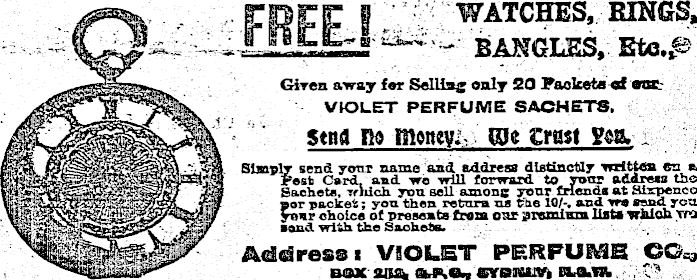 FREE! WATCHES, RINGS,
BANGLES, Etc.,
Given away for Selling only 20 Packets of our
VIOLET PERFUME SACHETS.
Send No Money. We Trust You.
Simply send your name and address distinctly written on a
Post Card, and we will forward to your address the
Sachets, which you sell among your friends at Sixpence
per packet; you then return us the 10/-, and we send you
your choice of presents from our premium lists which we
send with the Sachets.
Address: VIOLET PERFUME CO.,
BOX G.P.O., SYDNEY, N.S.W.